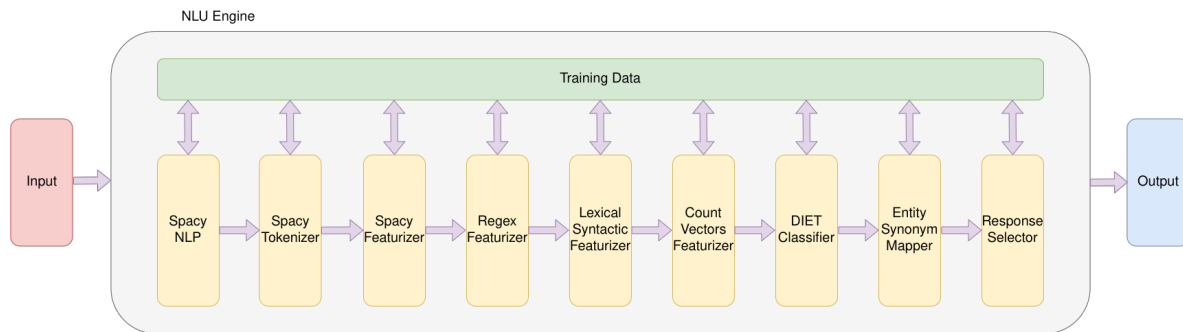 NLU Engine
Training Data
Input
Spacy
NLP
Spacy
Tokenizer
Spacy
Featurizer
Regex
Featurizer
Lexical
Syntactic
Featurizer
Count
Vectors
Featurizer
DIET
Classifier
Entity
Synonym
Mapper
Response
Selector
Output